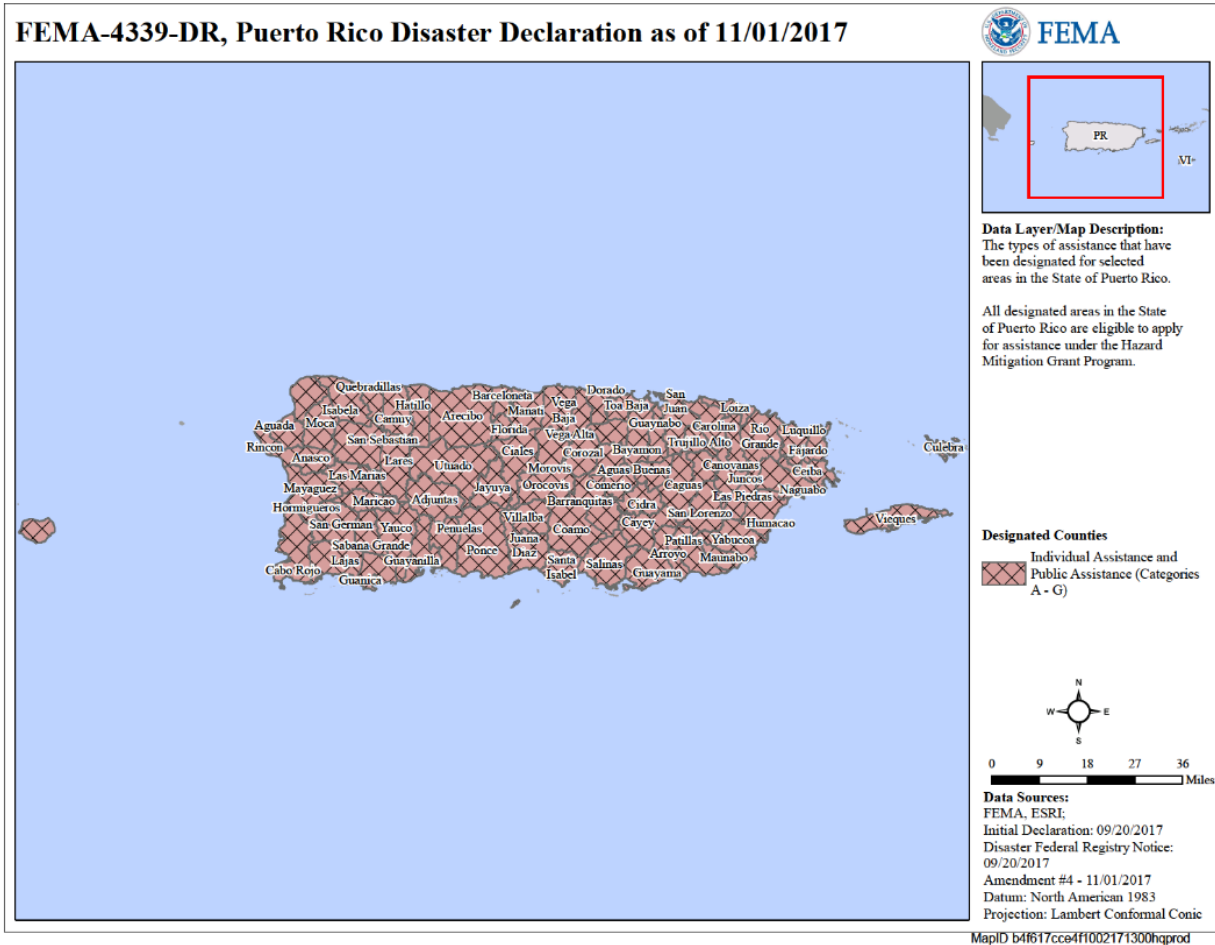 FEMA-4339-DR, Puerto Rico Disaster Declaration as of 11/01/2017
FEMA
PR
VI
Data Layer/Map Description:
The types of assistance that have
been designated for selected
areas in the State of Puerto Rico.
All designated areas in the State
of Puerto Rico are eligible to apply
for assistance under the Hazard
Mitigation Grant Program.
Quebradillas
Isabela
Hatillo
Camuy
Arecibo
Barceloneta
Manati
Florida
Vega
Baja
Dorado
Toa Baja
San
Juan
Loiza
Aguada
Moca
Vega Alta
Guaynabo
Carolina
Rio
Grande
Luquillo
Rincon
San Sebastian
Ciales
Corozal
Bayamon
Trujillo Alto
Fajardo
Culebra
Anasco
Lares
Utuado
Morovis
Aguas Buenas
Canovanas
Ceiba
Las Marias
Juncos
Mayaguez
Jayuya
Orocovis
Comerio
Caguas
Naguabo
Hormigueros
Maricao
Adjuntas
Barranquitas
Cidra
Las Piedras
San German
Yauco
Penuelas
Villalba
Coamo
Cayey
San Lorenzo
Humacao
Vieques
Sabana Grande
Juana
Diaz
Patillas
Yabucoa
Cabo Rojo
Lajas
Guayanilla
Ponce
Santa
Isabel
Salinas
Arroyo
Maunabo
Guanica
Guayama
Designated Counties
Individual Assistance and
Public Assistance (Categories
A - G)
N
W
E
S
0 9 18 27 36
Miles
Data Sources:
FEMA, ESRI;
Initial Declaration: 09/20/2017
Disaster Federal Registry Notice:
09/20/2017
Amendment #4 - 11/01/2017
Datum: North American 1983
Projection: Lambert Conformal Conic
MapID b4f617cce4f1002171300hqprod